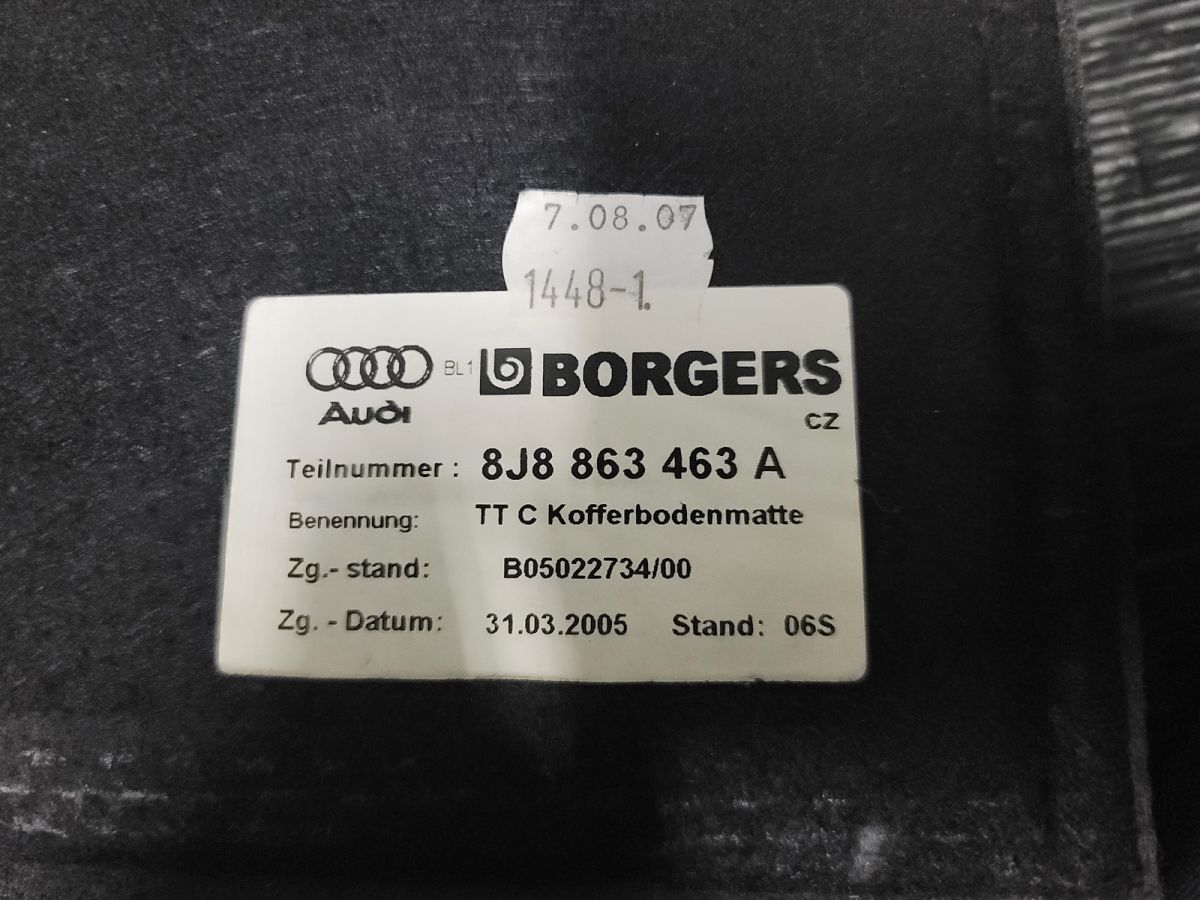 7.08.07
1448-1.
Audi BL1 BORGERS
CZ
Teilnummer: 8J8 863 463 A
Benennung: TT C Kofferbodenmatte
Zg.- stand: B05022734/00
Zg. - Datum: 31.03.2005 Stand: 06S